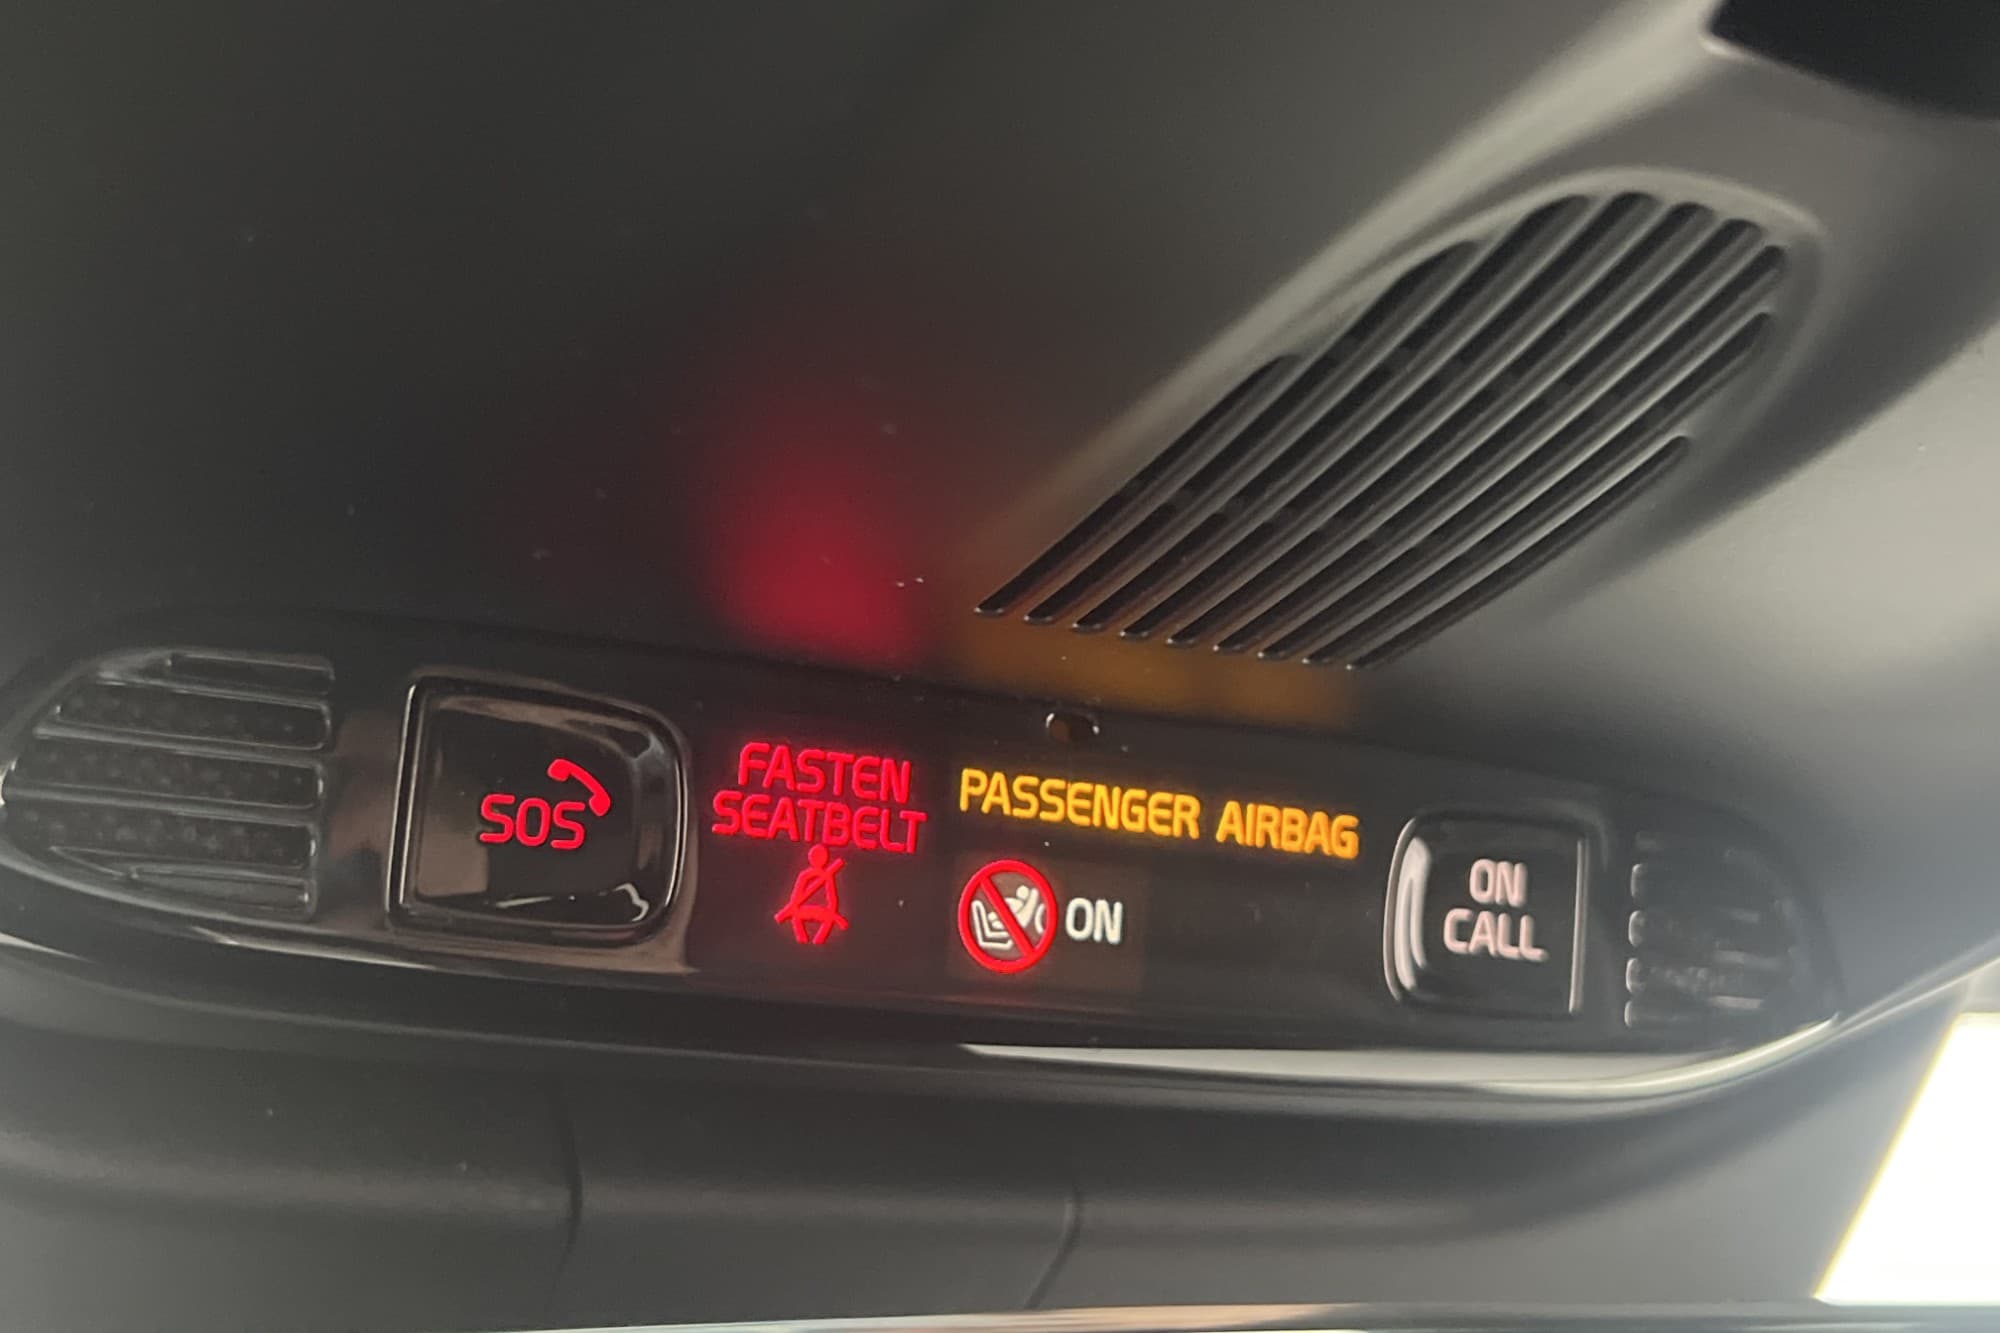 SOS
FASTEN
SEATBELT
PASSENGER AIRBAG
ON
ON
CALL